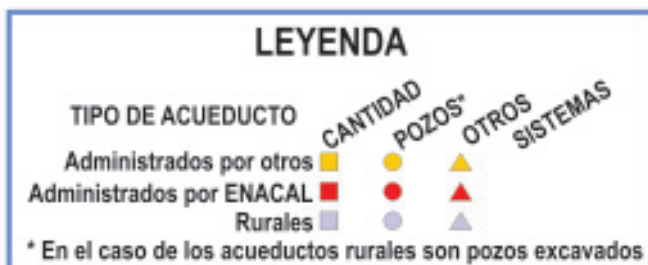 LEYENDA
TIPO DE ACUEDUCTO CANTIDAD POZOS* OTROS SISTEMAS
Administrados por otros
Administrados por ENACAL
Rurales
* En el caso de los acueductos rurales son pozos excavados